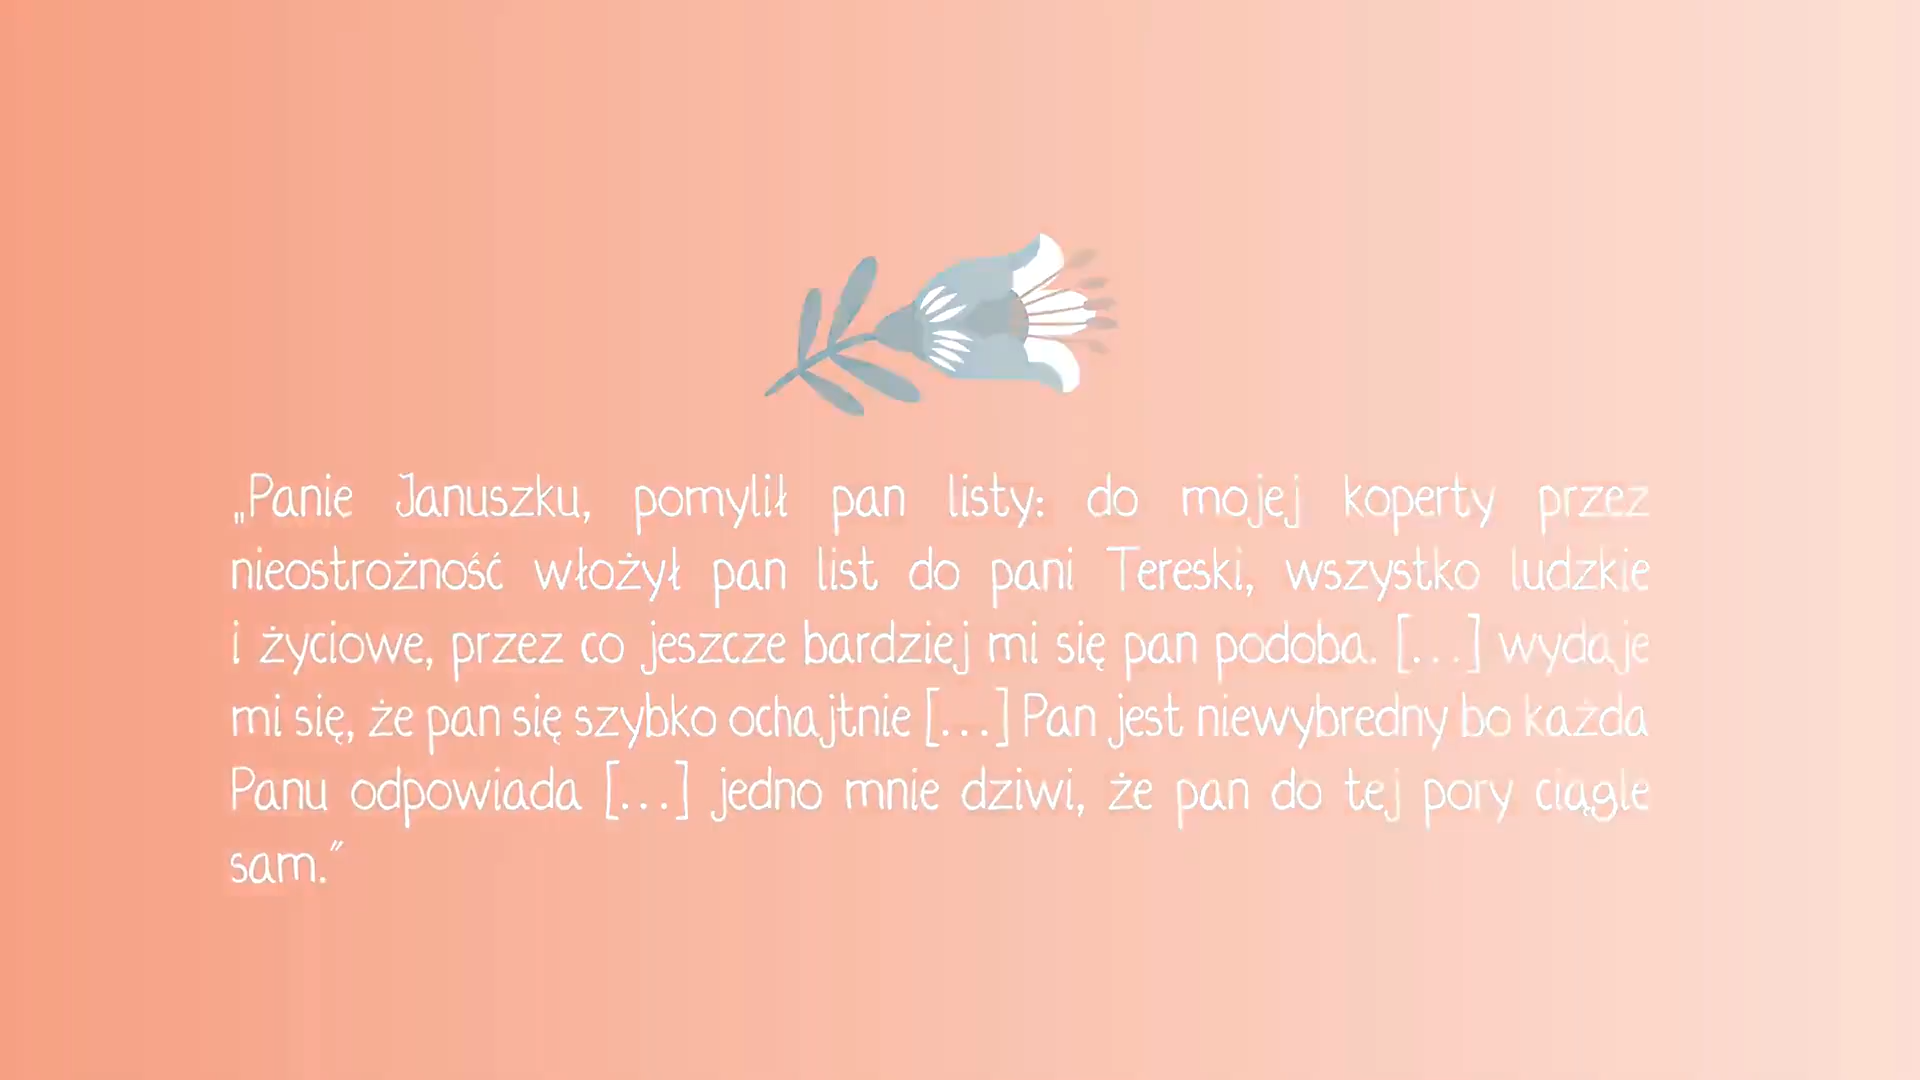 „Panie Januszku, pomylił pan listy: do mojej koperty przez
nieostrożność włożył pan list do pani Tereski, wszystko ludzkie
i życiowe, przez co jeszcze bardziej mi się pan podoba. [...] wydaje
mi się, że pan się szybko ochajtnie [...] Pan jest niewybredny bo każda
Panu odpowiada [...] jedno mnie dziwi, że pan do tej pory ciągle
sam.”